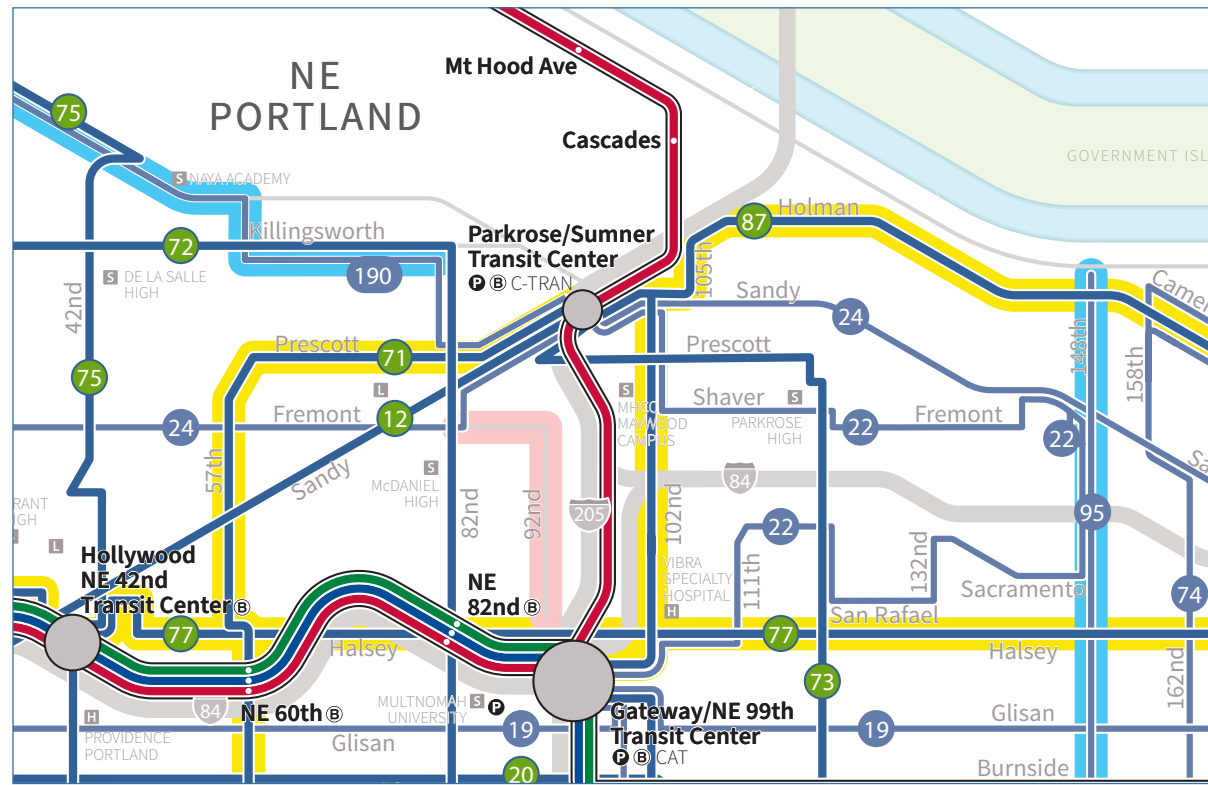 NE
PORTLAND
Mt Hood Ave
Cascades
75
S NAYA ACADEMY
GOVERNMENT ISL
87
Holman
72
Killingsworth
Parkrose/Sumner
Transit Center
P B C-TRAN
105th
190
S DE LA SALLE
HIGH
42nd
Sandy
24
Camer
148th
158th
Prescott
71
Prescott
75
L
S
Shaver
S
MHCC
MAYWOOD
CAMPUS
PARKROSE
HIGH
24
Fremont
12
22
Fremont
22
57th
Sandy
S
McDANIEL
HIGH
82nd
92nd
84
Sa
205
102nd
95
RANT
IGH
L
22
Hollywood
NE 42nd
Transit Center B
NE
82nd B
VIBRA
SPECIALTY
HOSPITAL
H
111th
132nd
Sacramento
74
San Rafael
77
Halsey
77
Halsey
162nd
73
84
NE 60th B
MULTNOMAH S P
UNIVERSITY
Gateway/NE 99th
Transit Center
P B CAT
H
PROVIDENCE
PORTLAND
Glisan
19
19
Glisan
20
Burnside